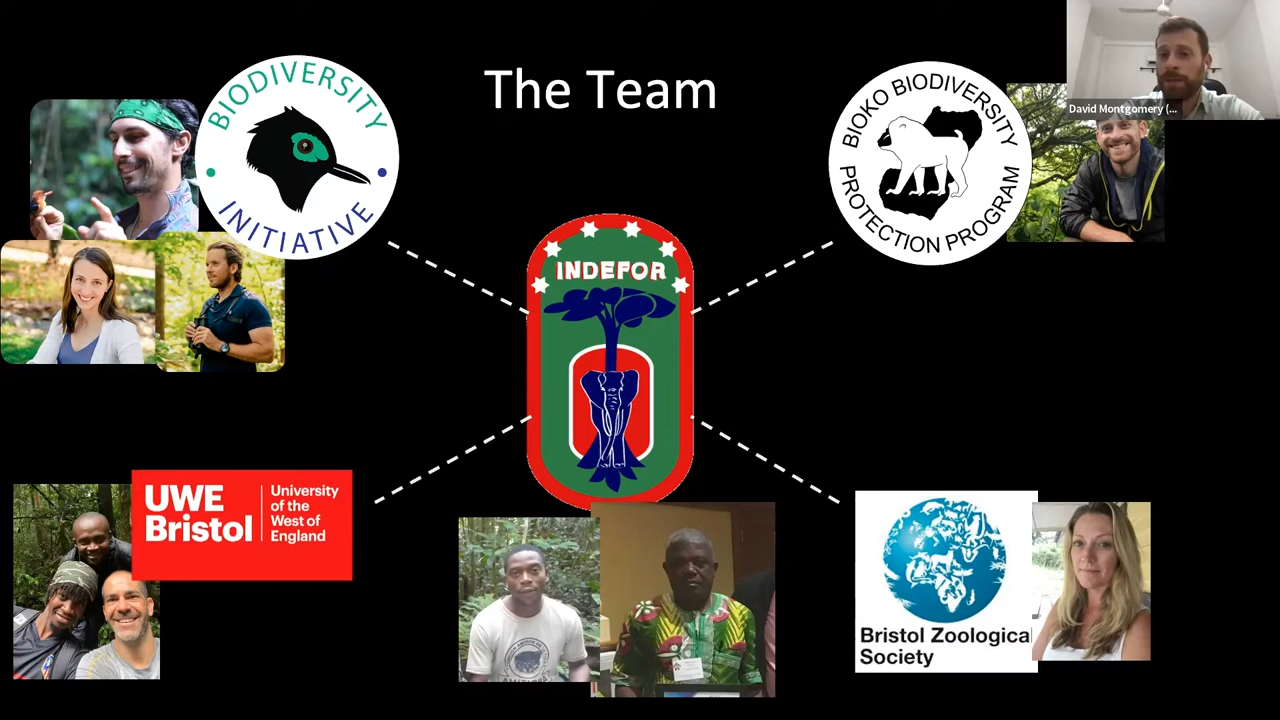 The Team
BIODIVERSITY
INITIATIVE
BIOKO BIODIVERSITY
PROTECTION PROGRAM
David Montgomery (...
INDEFOR
UWE
Bristol
University
of the
West of
England
Bristol Zoologica
Society